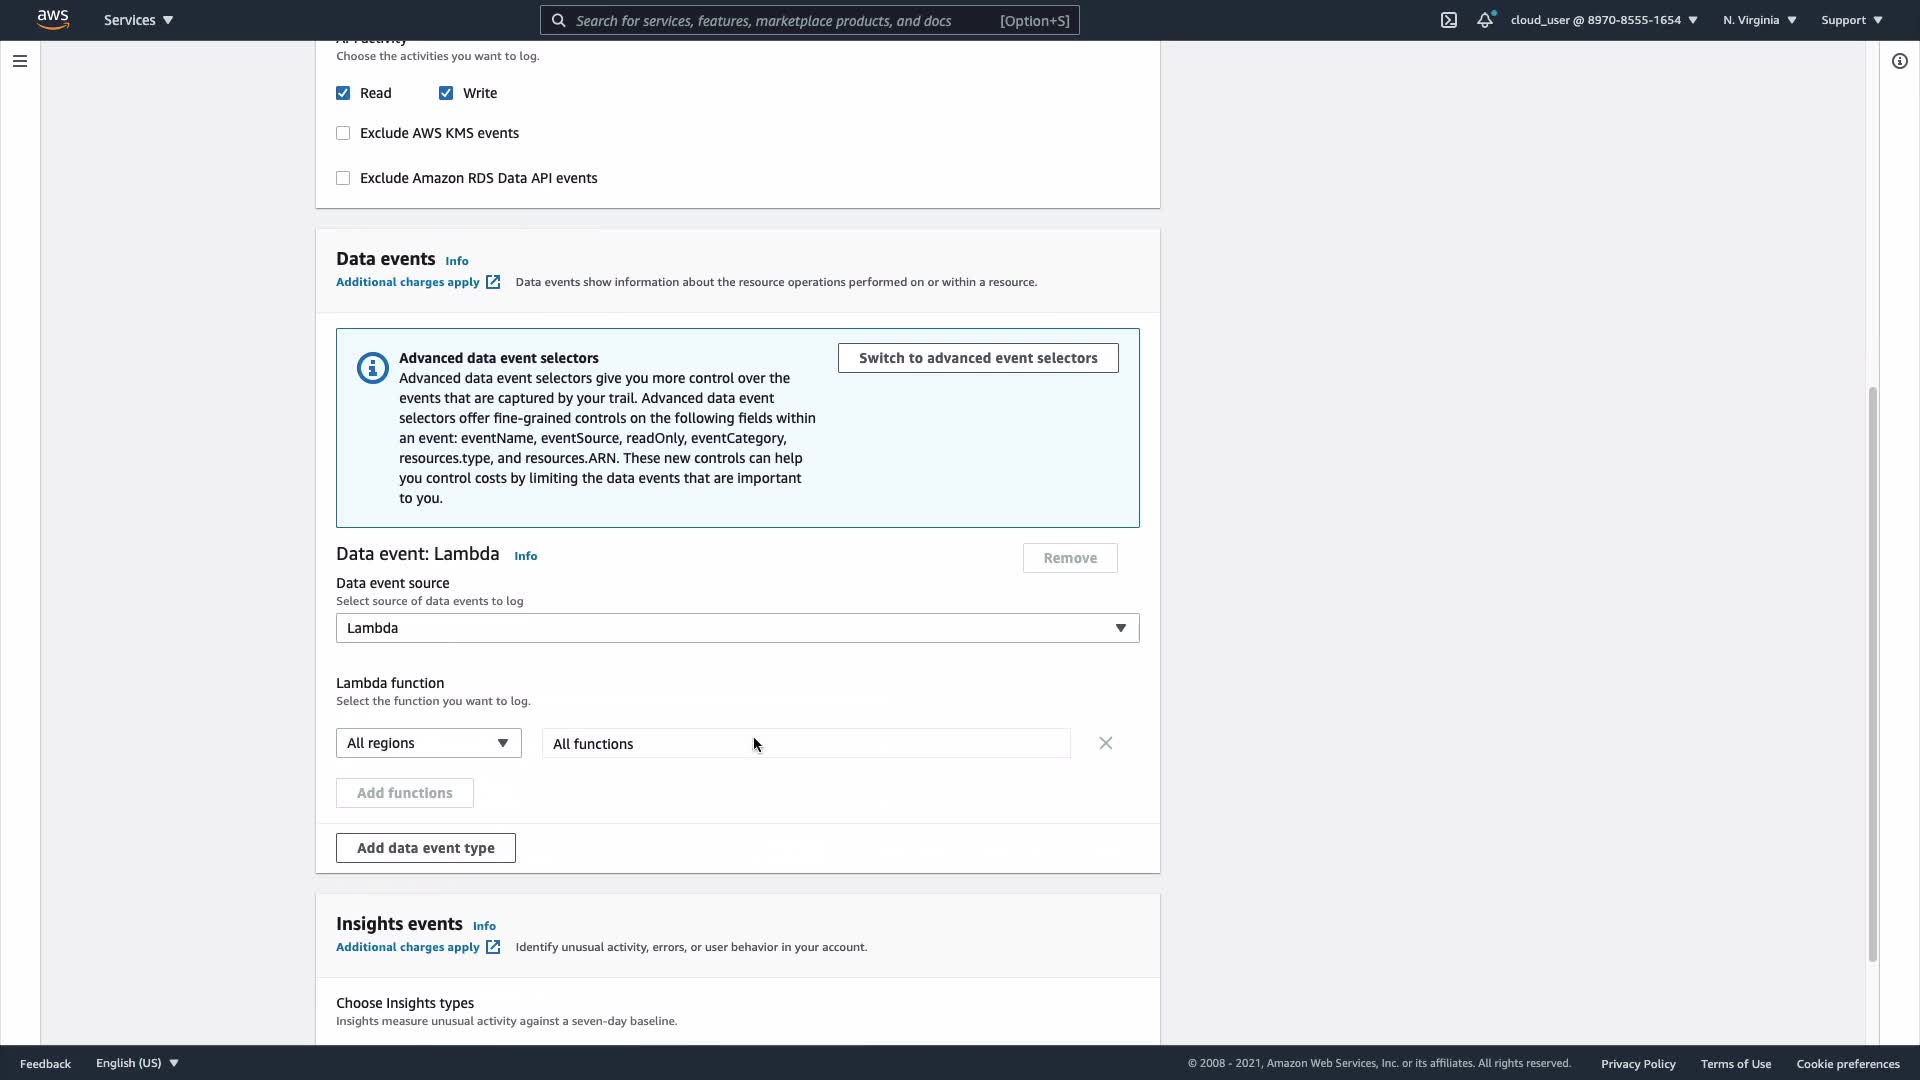 aws
Services
Search for services, features, marketplace products, and docs [Option+S]
cloud_user @ 8970-8555-1654
N. Virginia
Support
API activity
Choose the activities you want to log.
Read
Write
Exclude AWS KMS events
Exclude Amazon RDS Data API events
Data events Info
Additional charges apply
Data events show information about the resource operations performed on or within a resource.
Advanced data event selectors
Switch to advanced event selectors
Advanced data event selectors give you more control over the
events that are captured by your trail. Advanced data event
selectors offer fine-grained controls on the following fields within
an event: eventName, eventSource, readOnly, eventCategory,
resources.type, and resources.ARN. These new controls can help
you control costs by limiting the data events that are important
to you.
Data event: Lambda Info
Remove
Data event source
Select source of data events to log
Lambda
Lambda function
Select the function you want to log.
All regions
All functions
Add functions
Add data event type
Insights events Info
Additional charges apply
Identify unusual activity, errors, or user behavior in your account.
Choose Insights types
Insights measure unusual activity against a seven-day baseline.
Feedback
English (US)
© 2008 - 2021, Amazon Web Services, Inc. or its affiliates. All rights reserved.
Privacy Policy
Terms of Use
Cookie preferences